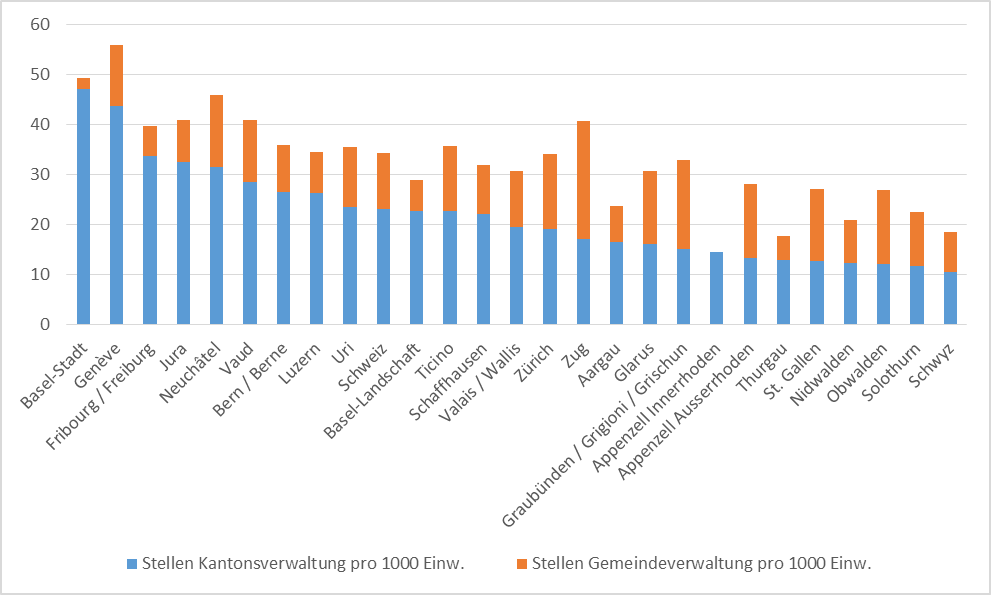 60
50
40
30
20
10
0
Basel-Stadt
Genève
Fribourg / Freiburg
Jura
Neuchâtel
Vaud
Bern / Berne
Luzern
Uri
Schweiz
Basel-Landschaft
Ticino
Schaffhausen
Valais / Wallis
Zürich
Zug
Aargau
Glarus
Graubünden / Grigioni / Grischun
Appenzell Innerrhoden
Appenzell Ausserrhoden
Thurgau
St. Gallen
Nidwalden
Obwalden
Solothurn
Schwyz
Stellen Kantonsverwaltung pro 1000 Einw.
Stellen Gemeindeverwaltung pro 1000 Einw.